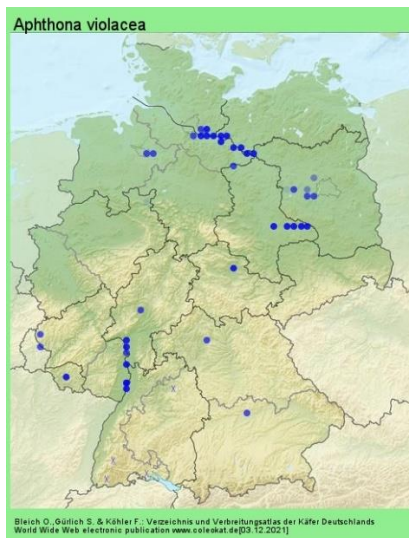 Aphthona violacea
Bleich O.,Gürlich S. & Köhler F.: Verzeichnis und Verbreitungsatlas der Käfer Deutschlands
World Wide Web electronic publication www.coleokat.de[03.12.2021]